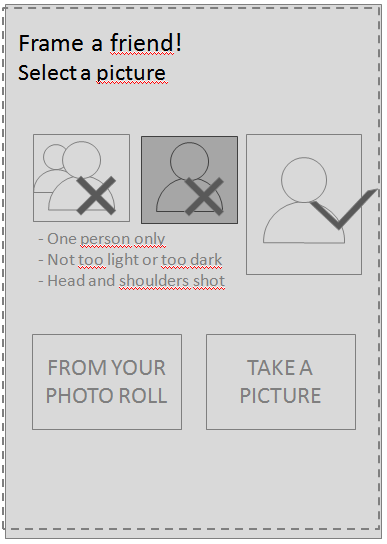 Frame a friend!
Select a picture
- One person only
- Not too light or too dark
- Head and shoulders shot
FROM YOUR
PHOTO ROLL
TAKE A
PICTURE